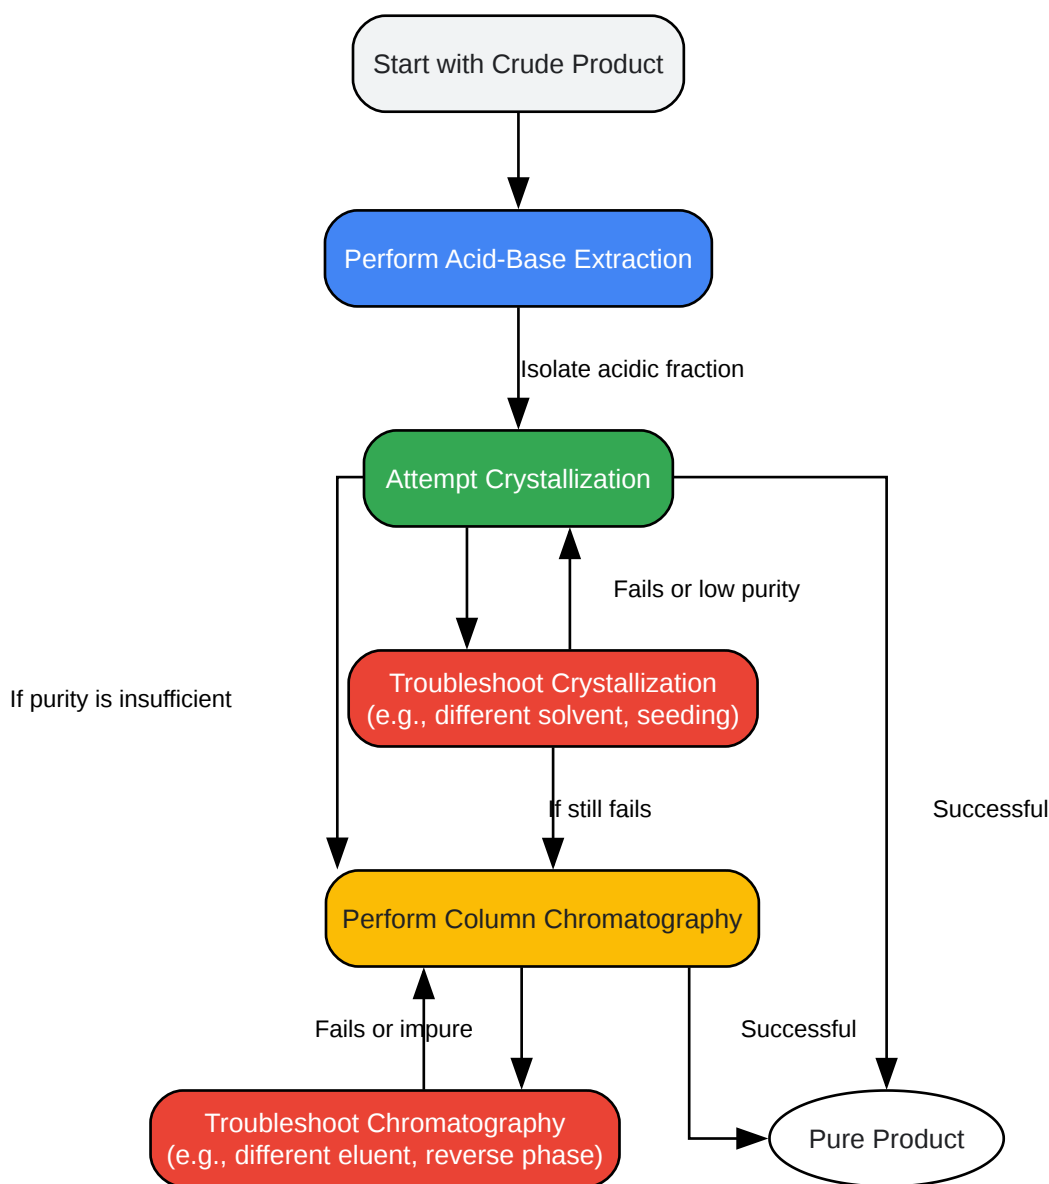 Start with Crude Product
Perform Acid-Base Extraction
Isolate acidic fraction
Attempt Crystallization
Fails or low purity
Troubleshoot Crystallization
(e.g., different solvent, seeding)
If purity is insufficient
If still fails
Successful
Perform Column Chromatography
Fails or impure
Successful
Troubleshoot Chromatography
(e.g., different eluent, reverse phase)
Pure Product